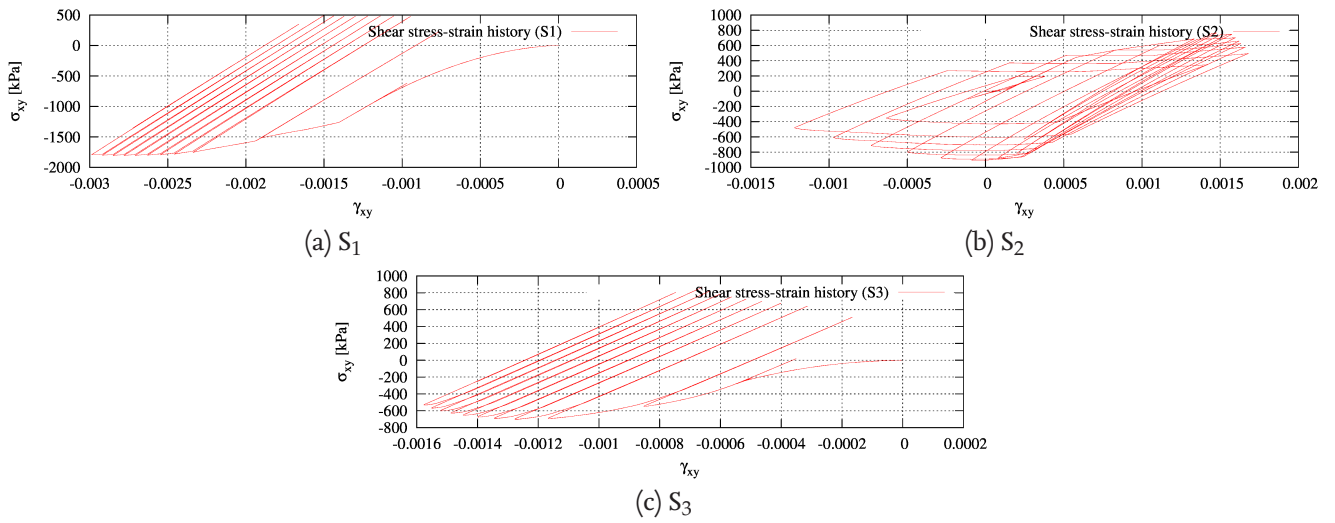 500
0
-500
-1000
-1500
-2000
σxy [kPa]
Shear stress-strain history (S1)
-0.003 -0.0025 -0.002 -0.0015 -0.001 -0.0005 0 0.0005
γxy
(a) S1
1000
800
600
400
200
0
-200
-400
-600
-800
-1000
σxy [kPa]
Shear stress-strain history (S2)
-0.0015 -0.001 -0.0005 0 0.0005 0.001 0.0015 0.002
γxy
(b) S2
1000
800
600
400
200
0
-200
-400
-600
-800
σxy [kPa]
Shear stress-strain history (S3)
-0.0016 -0.0014 -0.0012 -0.001 -0.0008 -0.0006 -0.0004 -0.0002 0 0.0002
γxy
(c) S3